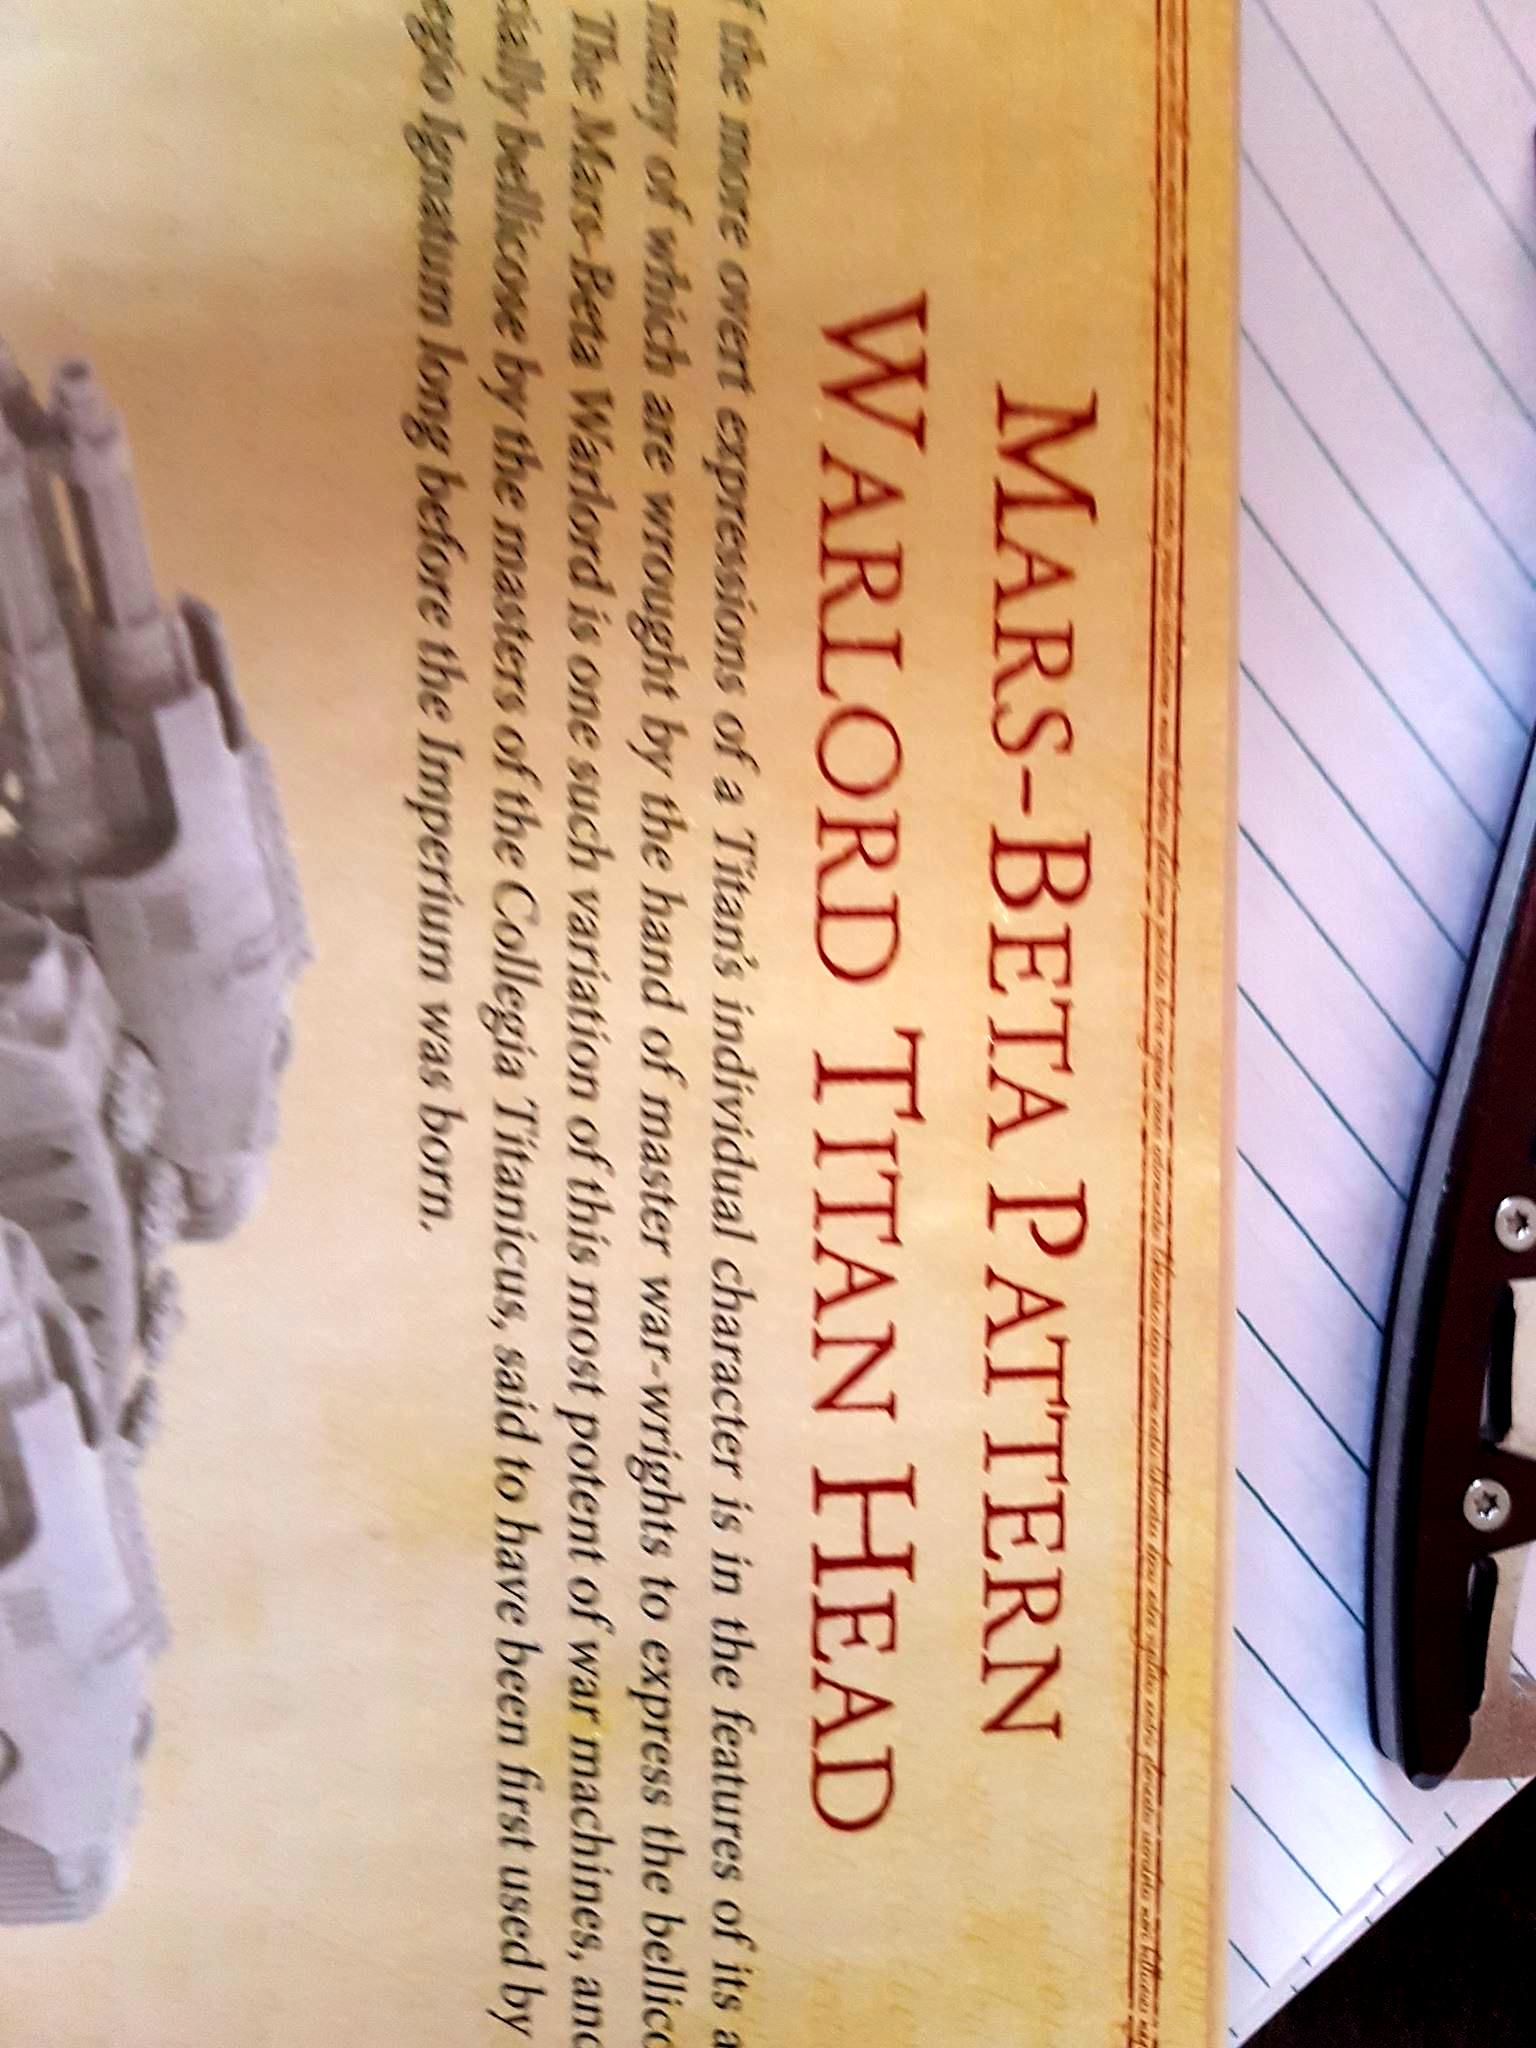 MARS-BETA PATTERN
WARLORD TITAN HEAD
the more overt expressions of a Titan's individual character is in the features of its
many of which are wrought by the hand of master war-wrights to express the
The Mars-Beta Warlord is one such variation of this most potent of war machines, and
bellicose by the masters of the Collegia Titanicus, said to have been first used by
Ignatum long before the Imperium was born.